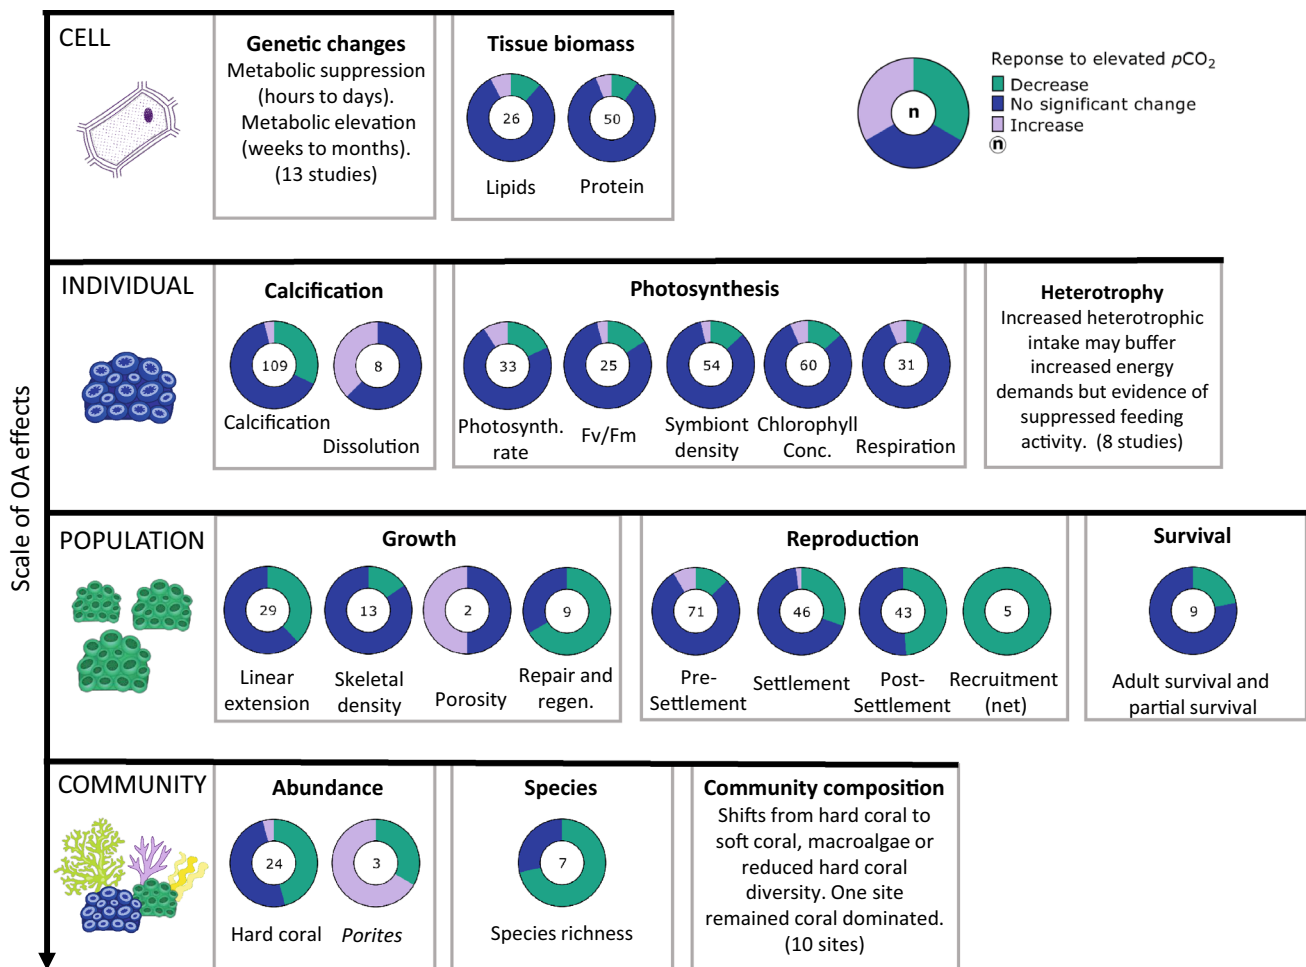 CELL
Genetic changes
Metabolic suppression
(hours to days).
Metabolic elevation
(weeks to months).
(13 studies)
Tissue biomass
26
50
Lipids
Protein
n
Reponse to elevated pCO₂
Decrease
No significant change
Increase
n
Scale of OA effects
INDIVIDUAL
Calcification
109
8
Calcification
Dissolution
Photosynthesis
33
25
54
60
31
Photosynth.
rate
Fv/Fm
Symbiont
density
Chlorophyll
Conc.
Respiration
Heterotrophy
Increased heterotrophic
intake may buffer
increased energy
demands but evidence of
suppressed feeding
activity. (8 studies)
POPULATION
Growth
29
13
2
9
Linear
extension
Skeletal
density
Porosity
Repair and
regen.
Reproduction
71
46
43
5
Pre-
Settlement
Settlement
Post-
Settlement
Recruitment
(net)
Survival
9
Adult survival and
partial survival
COMMUNITY
Abundance
24
3
Hard coral
Porites
Species
7
Species richness
Community composition
Shifts from hard coral to
soft coral, macroalgae or
reduced hard coral
diversity. One site
remained coral dominated.
(10 sites)